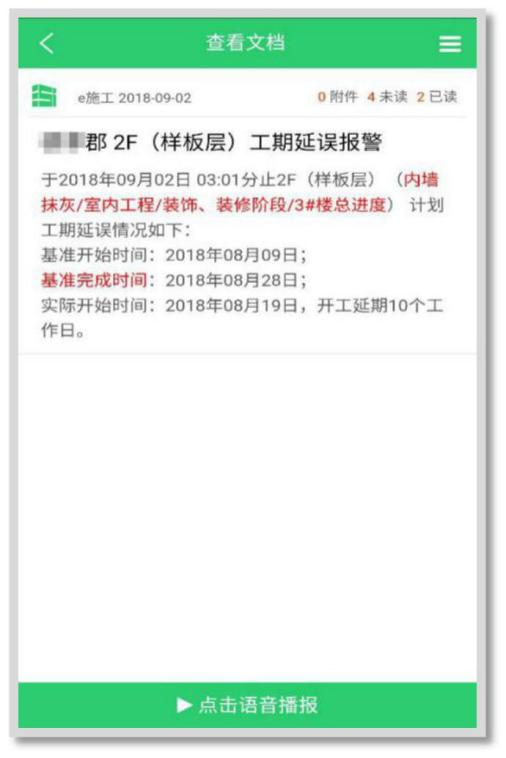 查看文档
e施工 2018-09-02 0 附件 4 未读 2 已读
郡 2F（样板层）工期延误报警
于2018年09月02日 03:01分止2F（样板层）（内墙
抹灰/室内工程/装饰、装修阶段/3#楼总进度） 计划
工期延误情况如下：
基准开始时间：2018年08月09日；
基准完成时间：2018年08月28日；
实际开始时间：2018年08月19日，开工延期10个工
作日。
点击语音播报